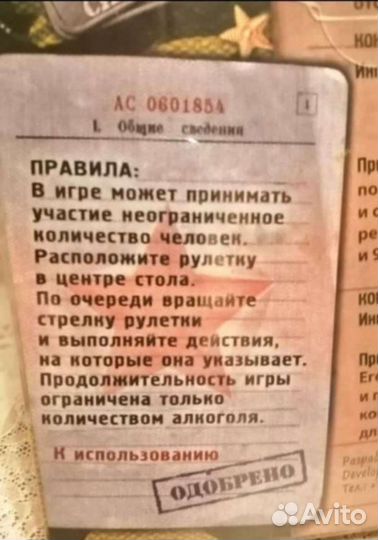 АС 0601854
1
I. Общие сведения
ПРАВИЛА:
В игре может принимать
участие неограниченное
количество человек.
Расположите рулетку
в центре стола.
По очереди вращайте
стрелку рулетки
и выполняйте действия,
на которые она указывает.
Продолжительность игры
ограничена только
количеством алкоголя.
К использованию
ОДОБРЕНО
Avito